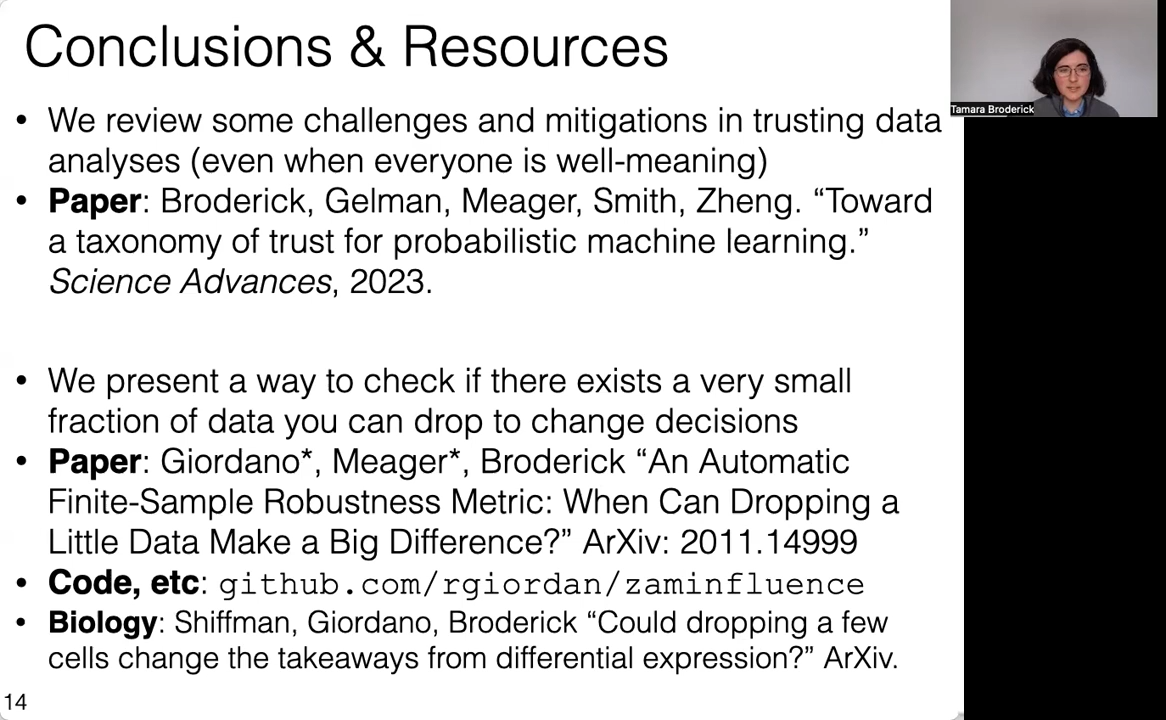 Conclusions & Resources
• We review some challenges and mitigations in trusting data
analyses (even when everyone is well-meaning)
• Paper: Broderick, Gelman, Meager, Smith, Zheng. “Toward
a taxonomy of trust for probabilistic machine learning.”
Science Advances, 2023.
• We present a way to check if there exists a very small
fraction of data you can drop to change decisions
• Paper: Giordano*, Meager*, Broderick “An Automatic
Finite-Sample Robustness Metric: When Can Dropping a
Little Data Make a Big Difference?” ArXiv: 2011.14999
• Code, etc: github.com/rgiordan/zaminfluence
• Biology: Shiffman, Giordano, Broderick “Could dropping a few
cells change the takeaways from differential expression?” ArXiv.
14
Tamara Broderick